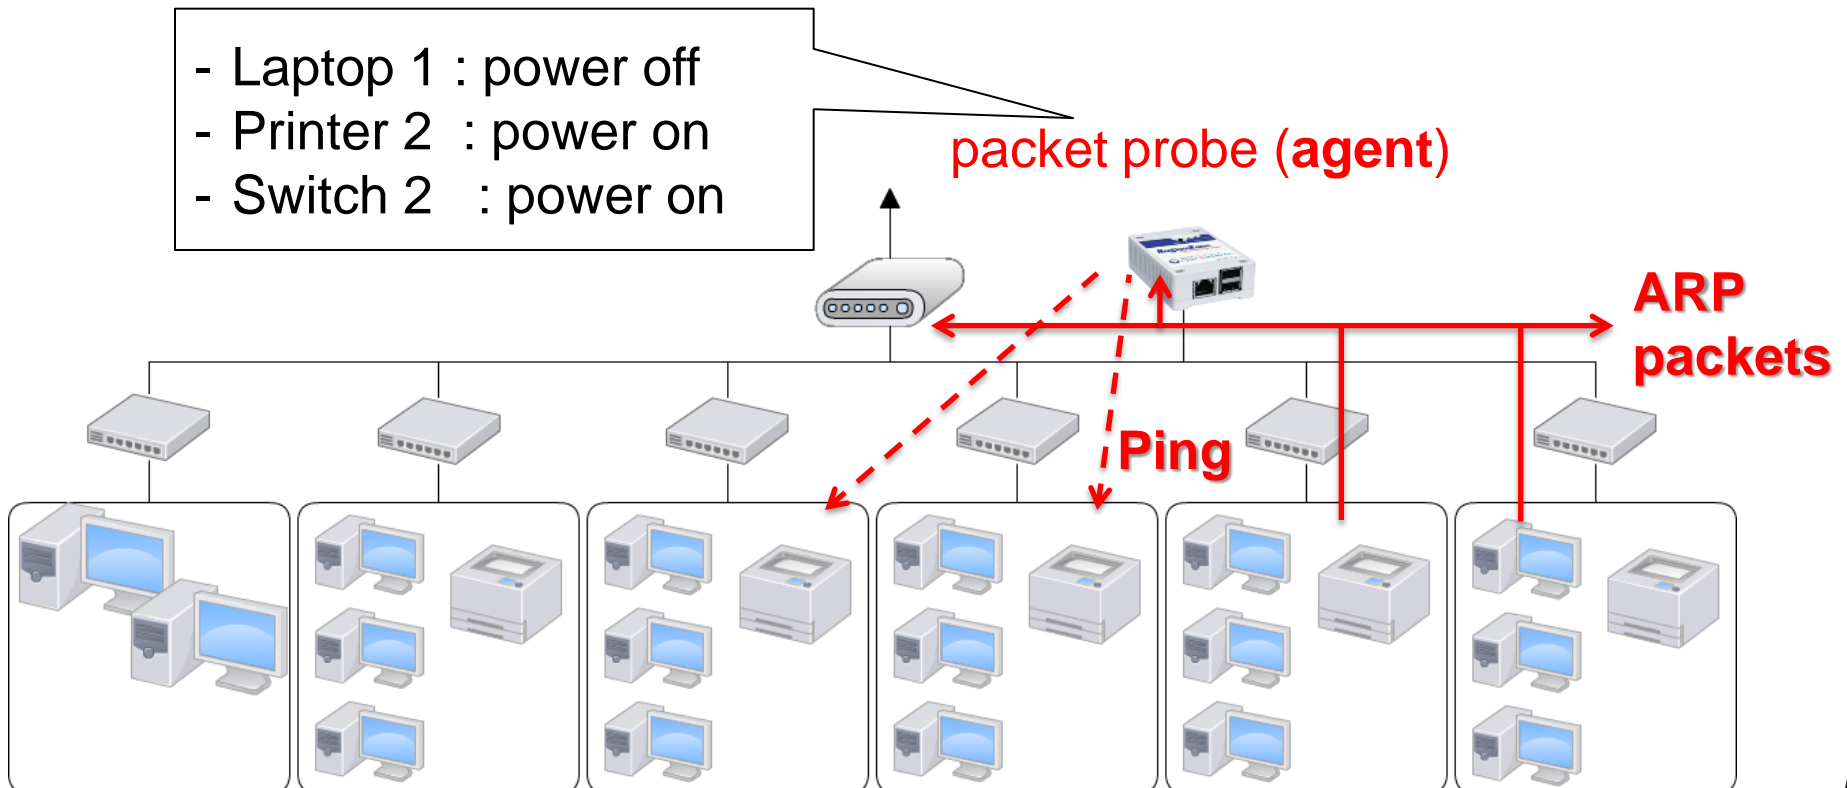 - Laptop 1 : power off
- Printer 2 : power on
- Switch 2 : power on
packet probe (agent)
ARP
packets
Ping